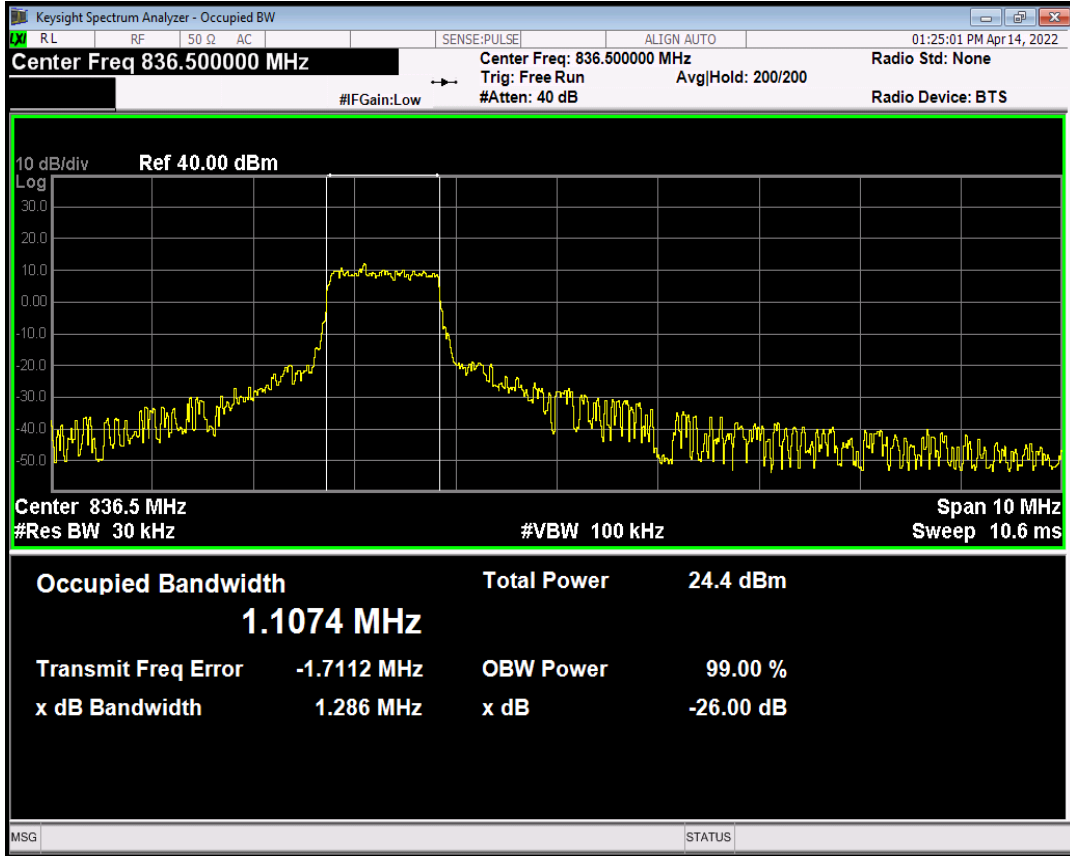 Keysight Spectrum Analyzer - Occupied BW
LXI RL RF 50 Ω AC SENSE:PULSE ALIGN AUTO 01:25:01 PM Apr 14, 2022
Center Freq 836.500000 MHz Center Freq: 836.500000 MHz Radio Std: None
Trig: Free Run Avg|Hold: 200/200
#IFGain:Low #Atten: 40 dB Radio Device: BTS
10 dB/div Ref 40.00 dBm
Log
30.0
20.0
10.0
0.00
-10.0
-20.0
-30.0
-40.0
-50.0
Center 836.5 MHz Span 10 MHz
#Res BW 30 kHz #VBW 100 kHz Sweep 10.6 ms
Occupied Bandwidth Total Power 24.4 dBm
1.1074 MHz
Transmit Freq Error -1.7112 MHz OBW Power 99.00 %
x dB Bandwidth 1.286 MHz x dB -26.00 dB
MSG STATUS